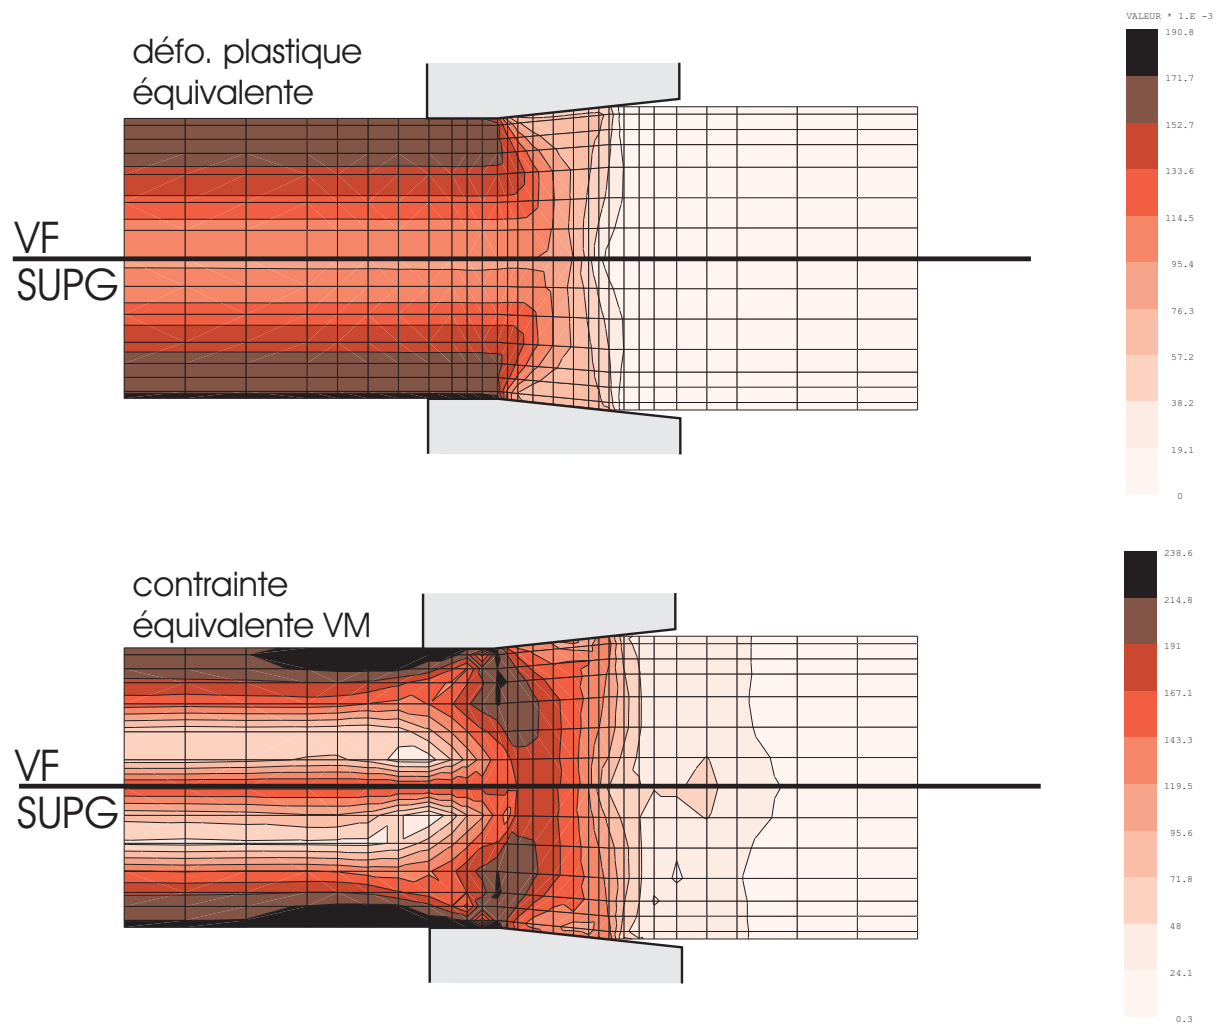 VALEUR * 1.E -3
190.8
défo. plastique
équivalente
171.7
152.7
133.6
114.5
VF
95.4
SUPG
76.3
57.2
38.2
19.1
0
238.6
contrainte
équivalente VM
214.8
191
167.1
143.3
VF
119.5
SUPG
95.6
71.8
48
24.1
0.3